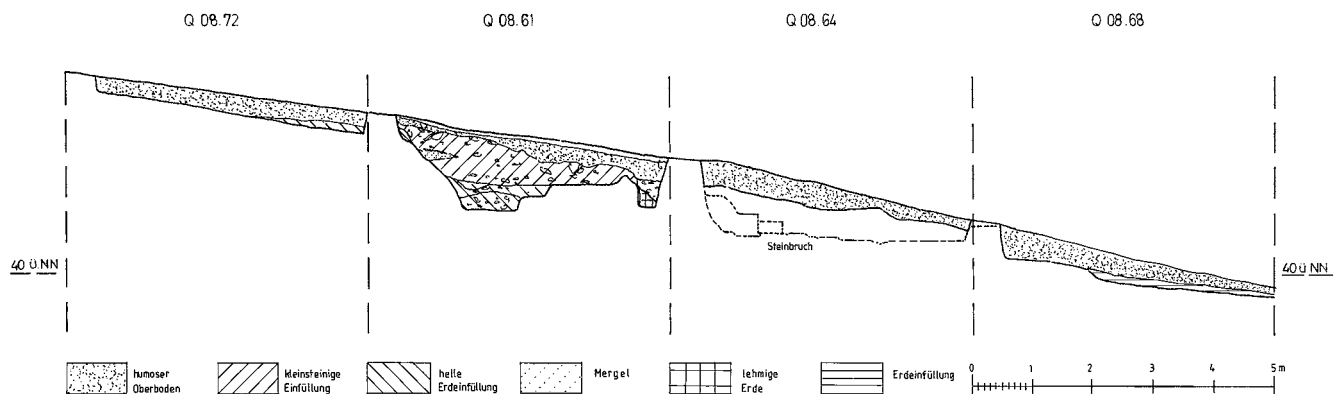 Q 08.72 Q 08.61 Q 08.64 Q 08.68
Steinbruch
40 ü.NN 40 ü NN
humoser Oberboden
kleinsteinige Einfüllung
helle Erdeinfüllung
Mergel
lehmige Erde
Erdeinfüllung
0 1 2 3 4 5 m